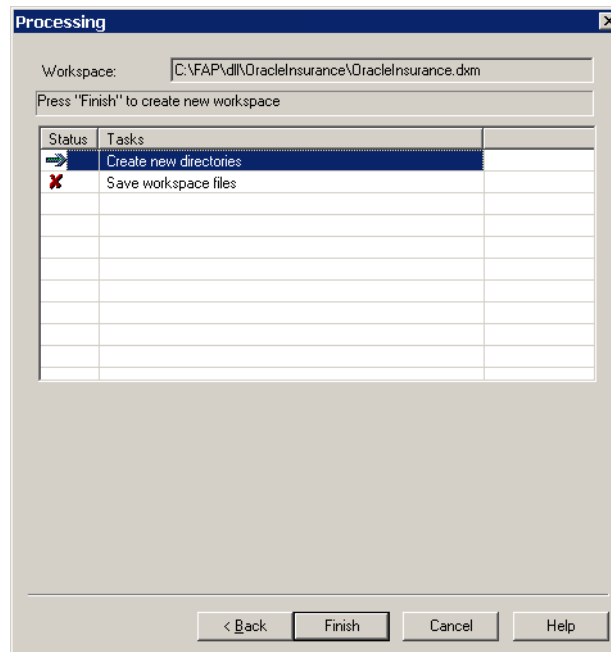 Processing
Workspace: C:\FAP\dll\OracleInsurance\OracleInsurance.dxm
Press "Finish" to create new workspace
Status Tasks
Create new directories
Save workspace files
< Back Finish Cancel Help